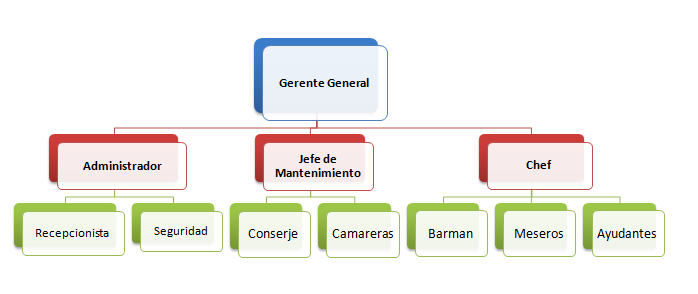 Gerente General
Administrador
Jefe de
Mantenimiento
Chef
Recepcionista
Seguridad
Conserje
Camareras
Barman
Meseros
Ayudantes